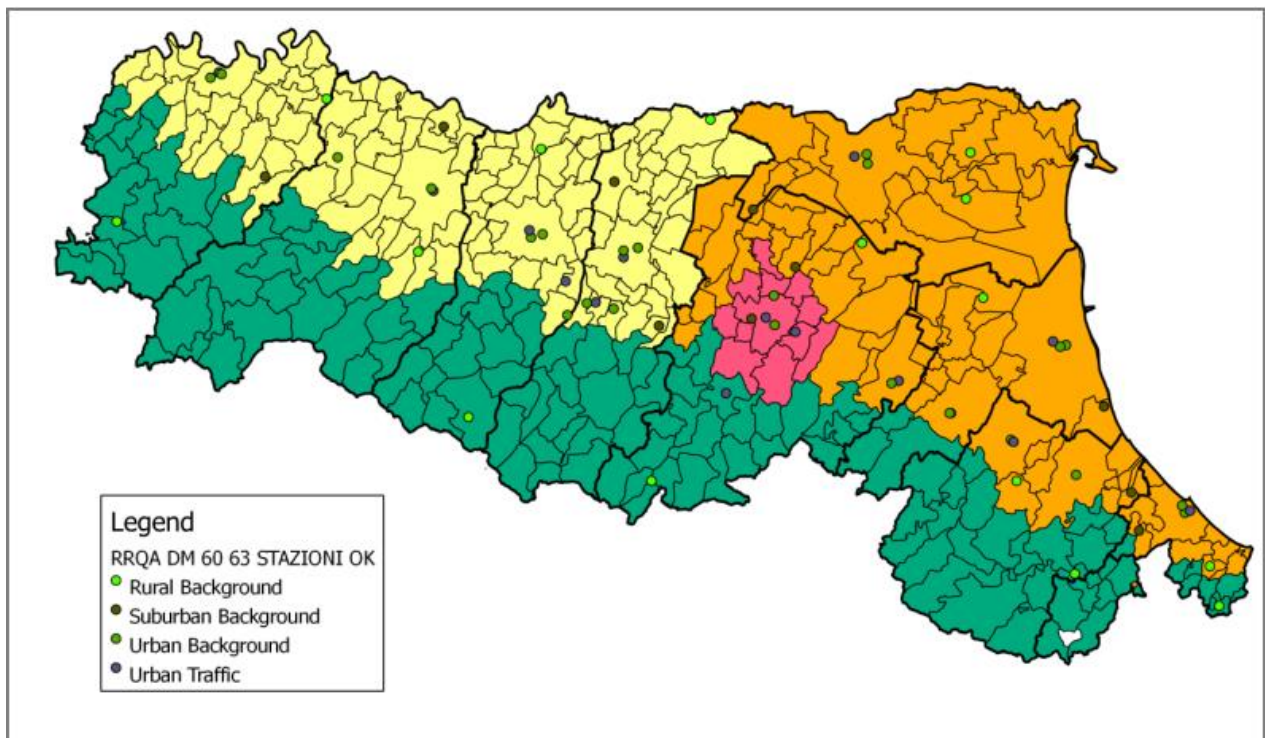 Legend
RRQA DM 60 63 STAZIONI OK
Rural Background
Suburban Background
Urban Background
Urban Traffic